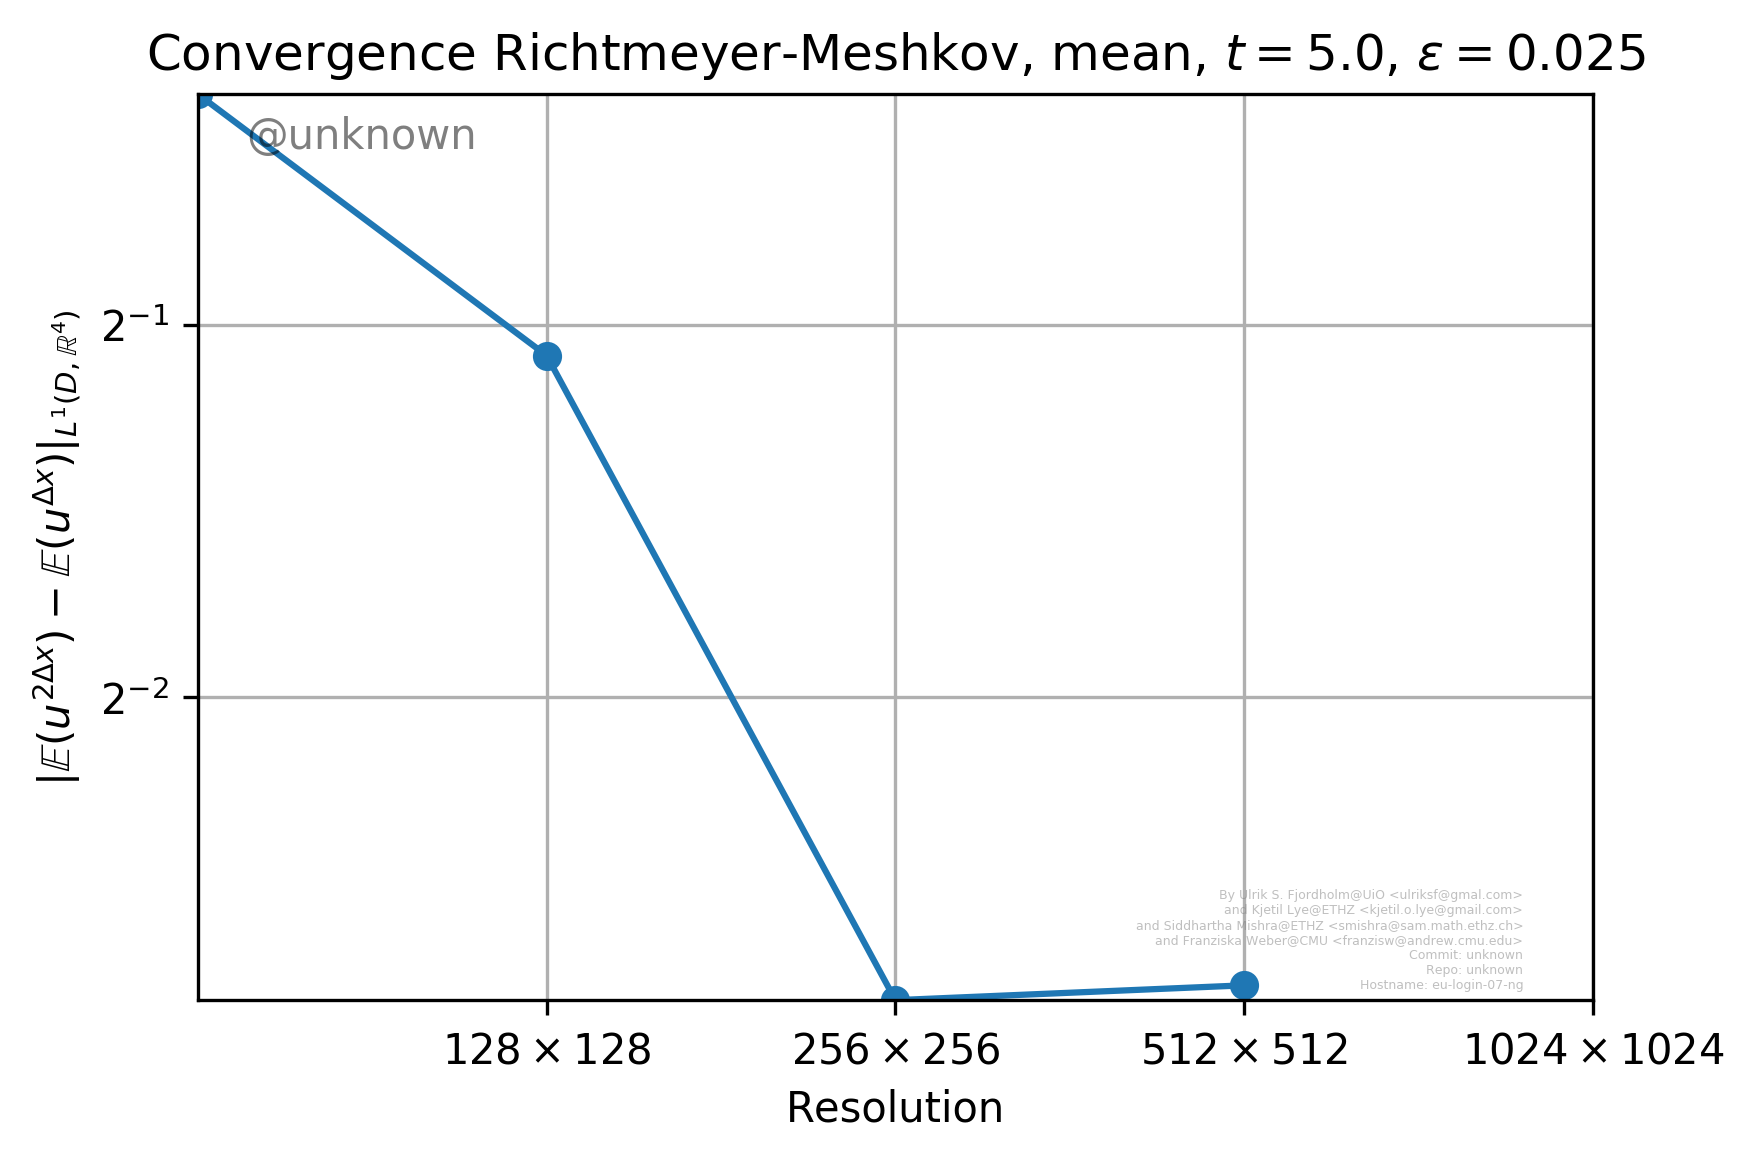 Convergence Richtmeyer-Meshkov, mean, t = 5.0, ε = 0.025
@unknown
2⁻¹
2⁻²
|𝔼(u^{2Δx}) − 𝔼(u^{Δx})|_{L¹(D, ℝ⁴)}
By Ulrik S. Fjordholm@UiO <ulriksf@gmal.com>
and Kjetil Lye@ETHZ <kjetil.o.lye@gmail.com>
and Siddhartha Mishra@ETHZ <smishra@sam.math.ethz.ch>
and Franziska Weber@CMU <franzisw@andrew.cmu.edu>
Commit: unknown
Repo: unknown
Hostname: eu-login-07-ng
128 × 128 256 × 256 512 × 512 1024 × 1024
Resolution